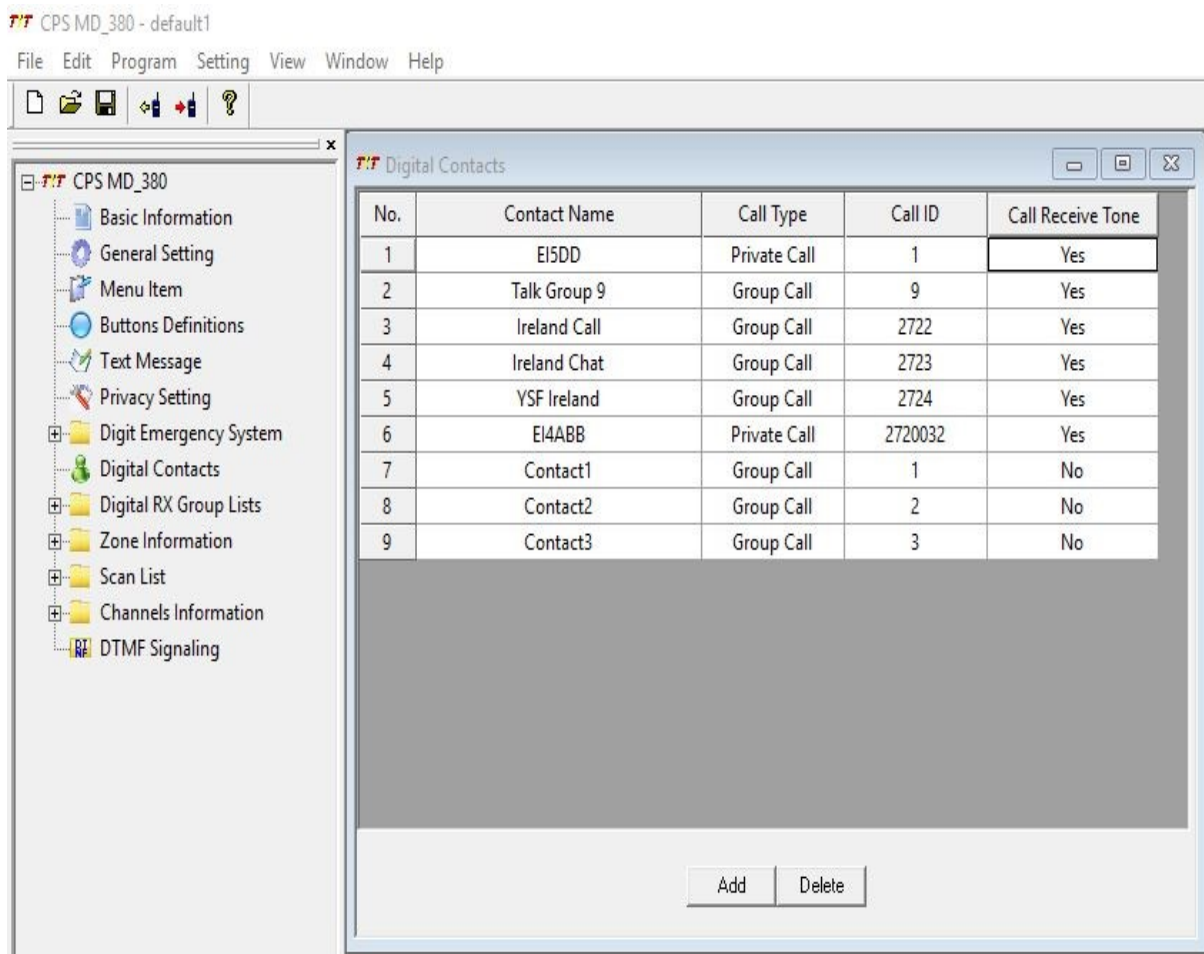 TYT CPS MD_380 - default1
File Edit Program Setting View Window Help
x
TYT CPS MD_380
Basic Information
General Setting
Menu Item
Buttons Definitions
Text Message
Privacy Setting
Digit Emergency System
Digital Contacts
Digital RX Group Lists
Zone Information
Scan List
Channels Information
DTMF Signaling
TYT Digital Contacts
No. Contact Name Call Type Call ID Call Receive Tone
1 EI5DD Private Call 1 Yes
2 Talk Group 9 Group Call 9 Yes
3 Ireland Call Group Call 2722 Yes
4 Ireland Chat Group Call 2723 Yes
5 YSF Ireland Group Call 2724 Yes
6 EI4ABB Private Call 2720032 Yes
7 Contact1 Group Call 1 No
8 Contact2 Group Call 2 No
9 Contact3 Group Call 3 No
Add Delete